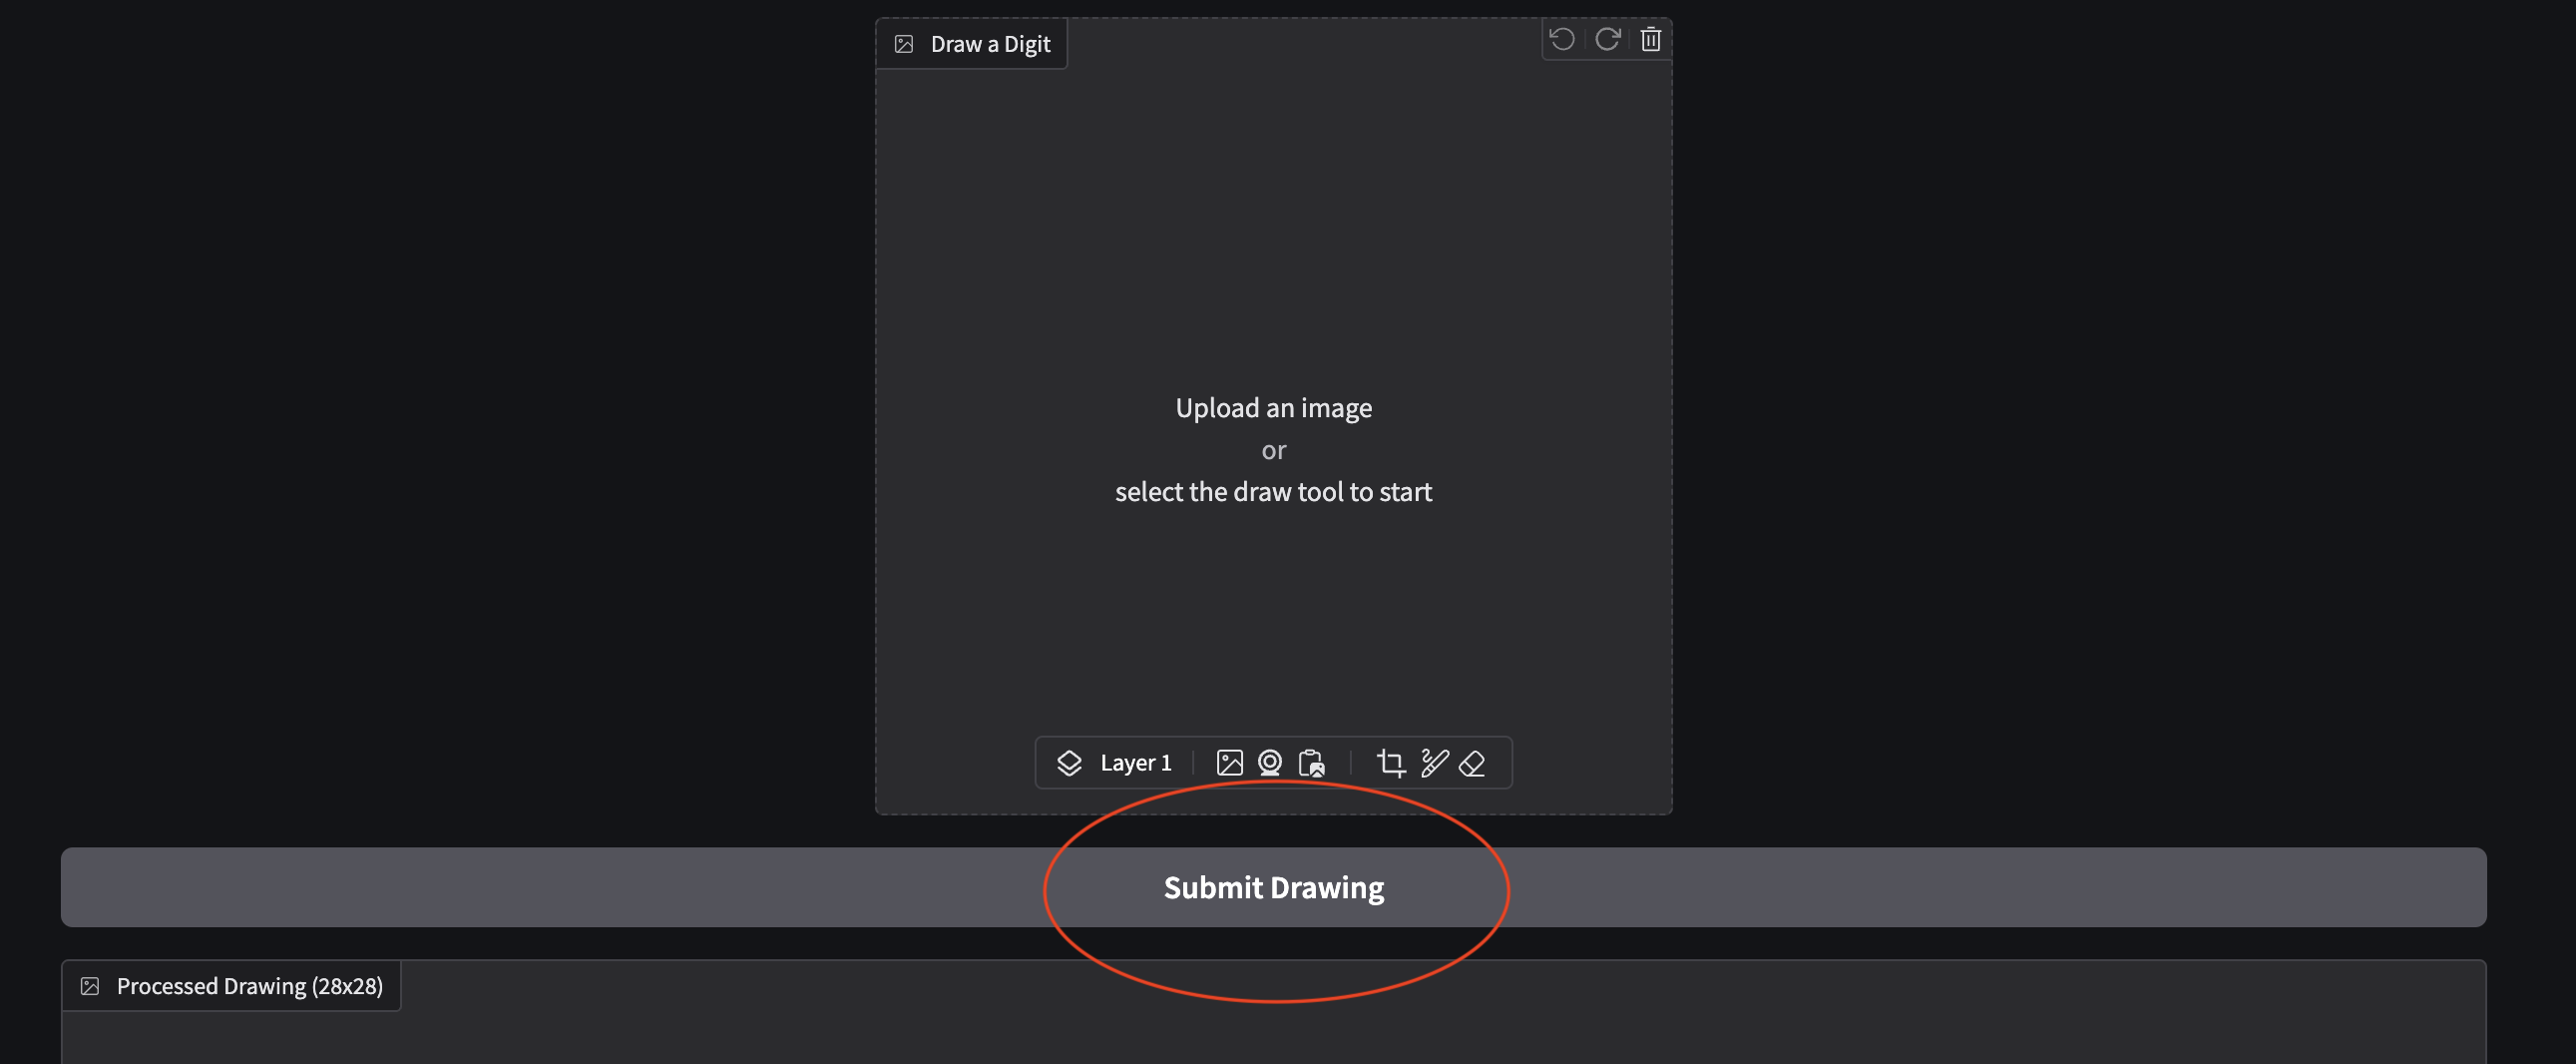 Draw a Digit
Upload an image
or
select the draw tool to start
Layer 1
Submit Drawing
Processed Drawing (28x28)